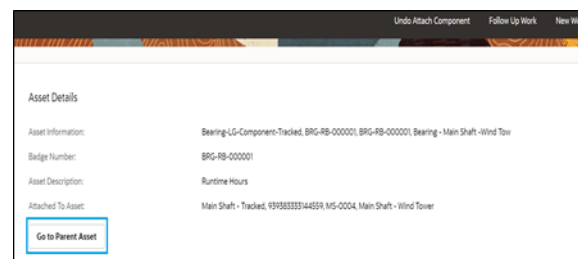 Undo Attach Component Follow Up Work New W
Asset Details
Asset Information: Bearing-LG-Component-Tracked, BRG-RB-000001, BRG-RB-000001, Bearing - Main Shaft -Wind Tow
Badge Number: BRG-RB-000001
Asset Description: Runtime Hours
Attached To Asset: Main Shaft - Tracked, 939383333144559, MS-0004, Main Shaft - Wind Tower
Go to Parent Asset